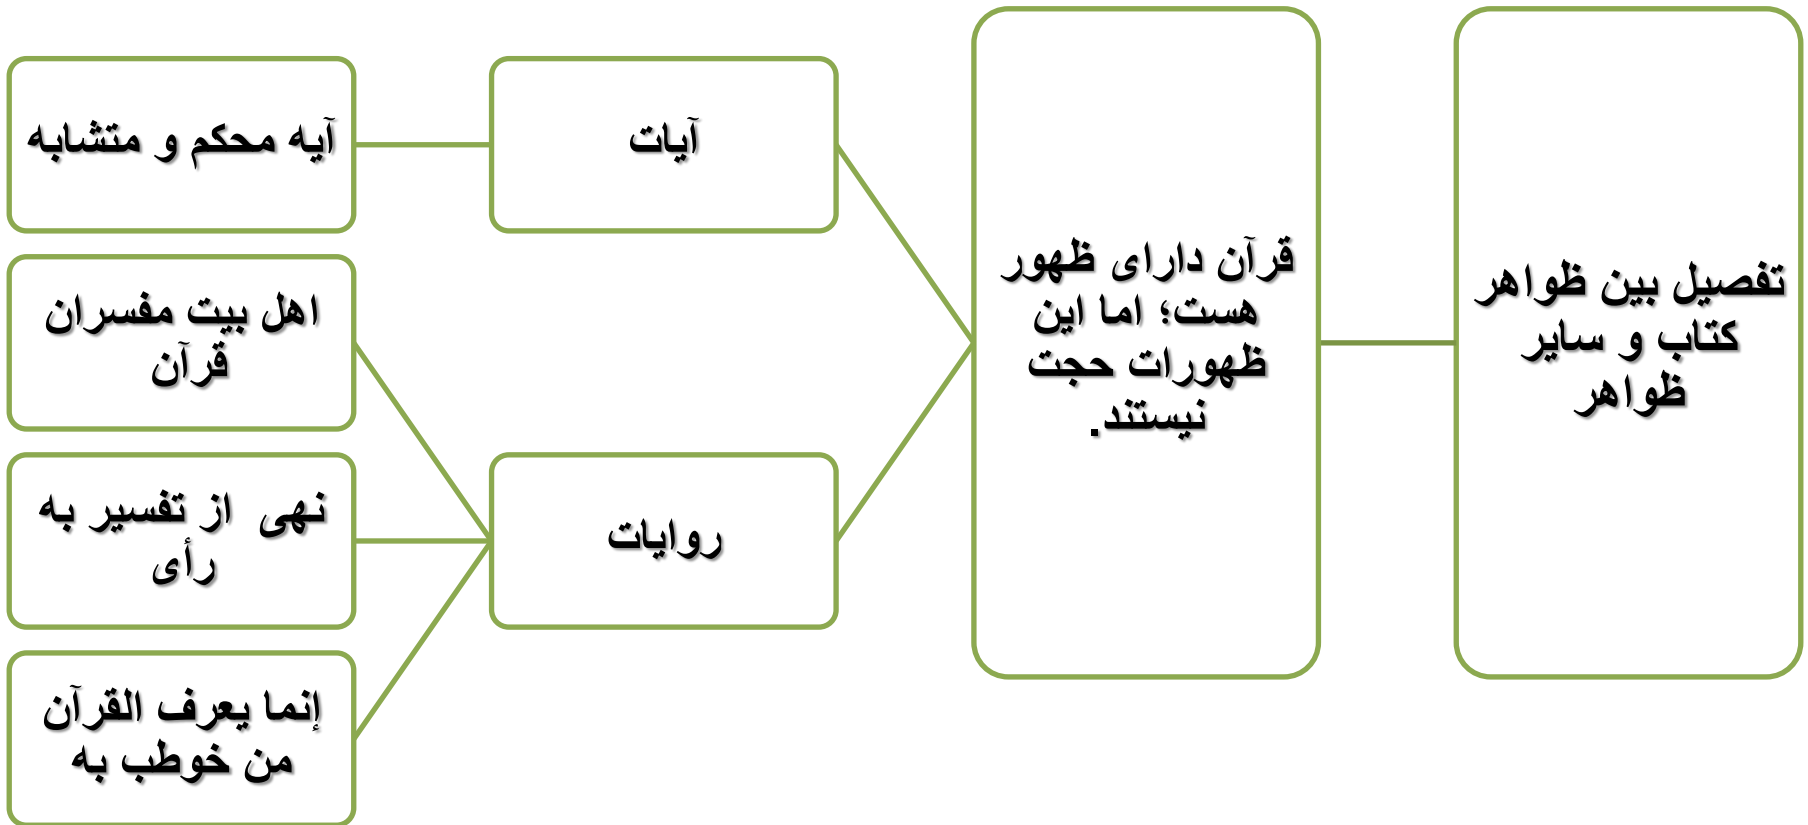 تفصیل بین ظواهر
کتاب و سایر
ظواهر
قرآن دارای ظهور
هست؛ اما این
ظهورات حجت
نیستند.
آیات
آیه محکم و متشابه
روایات
اهل بیت مفسران
قرآن
نهی از تفسیر به
رأی
إنما یعرف القرآن
من خوطب به